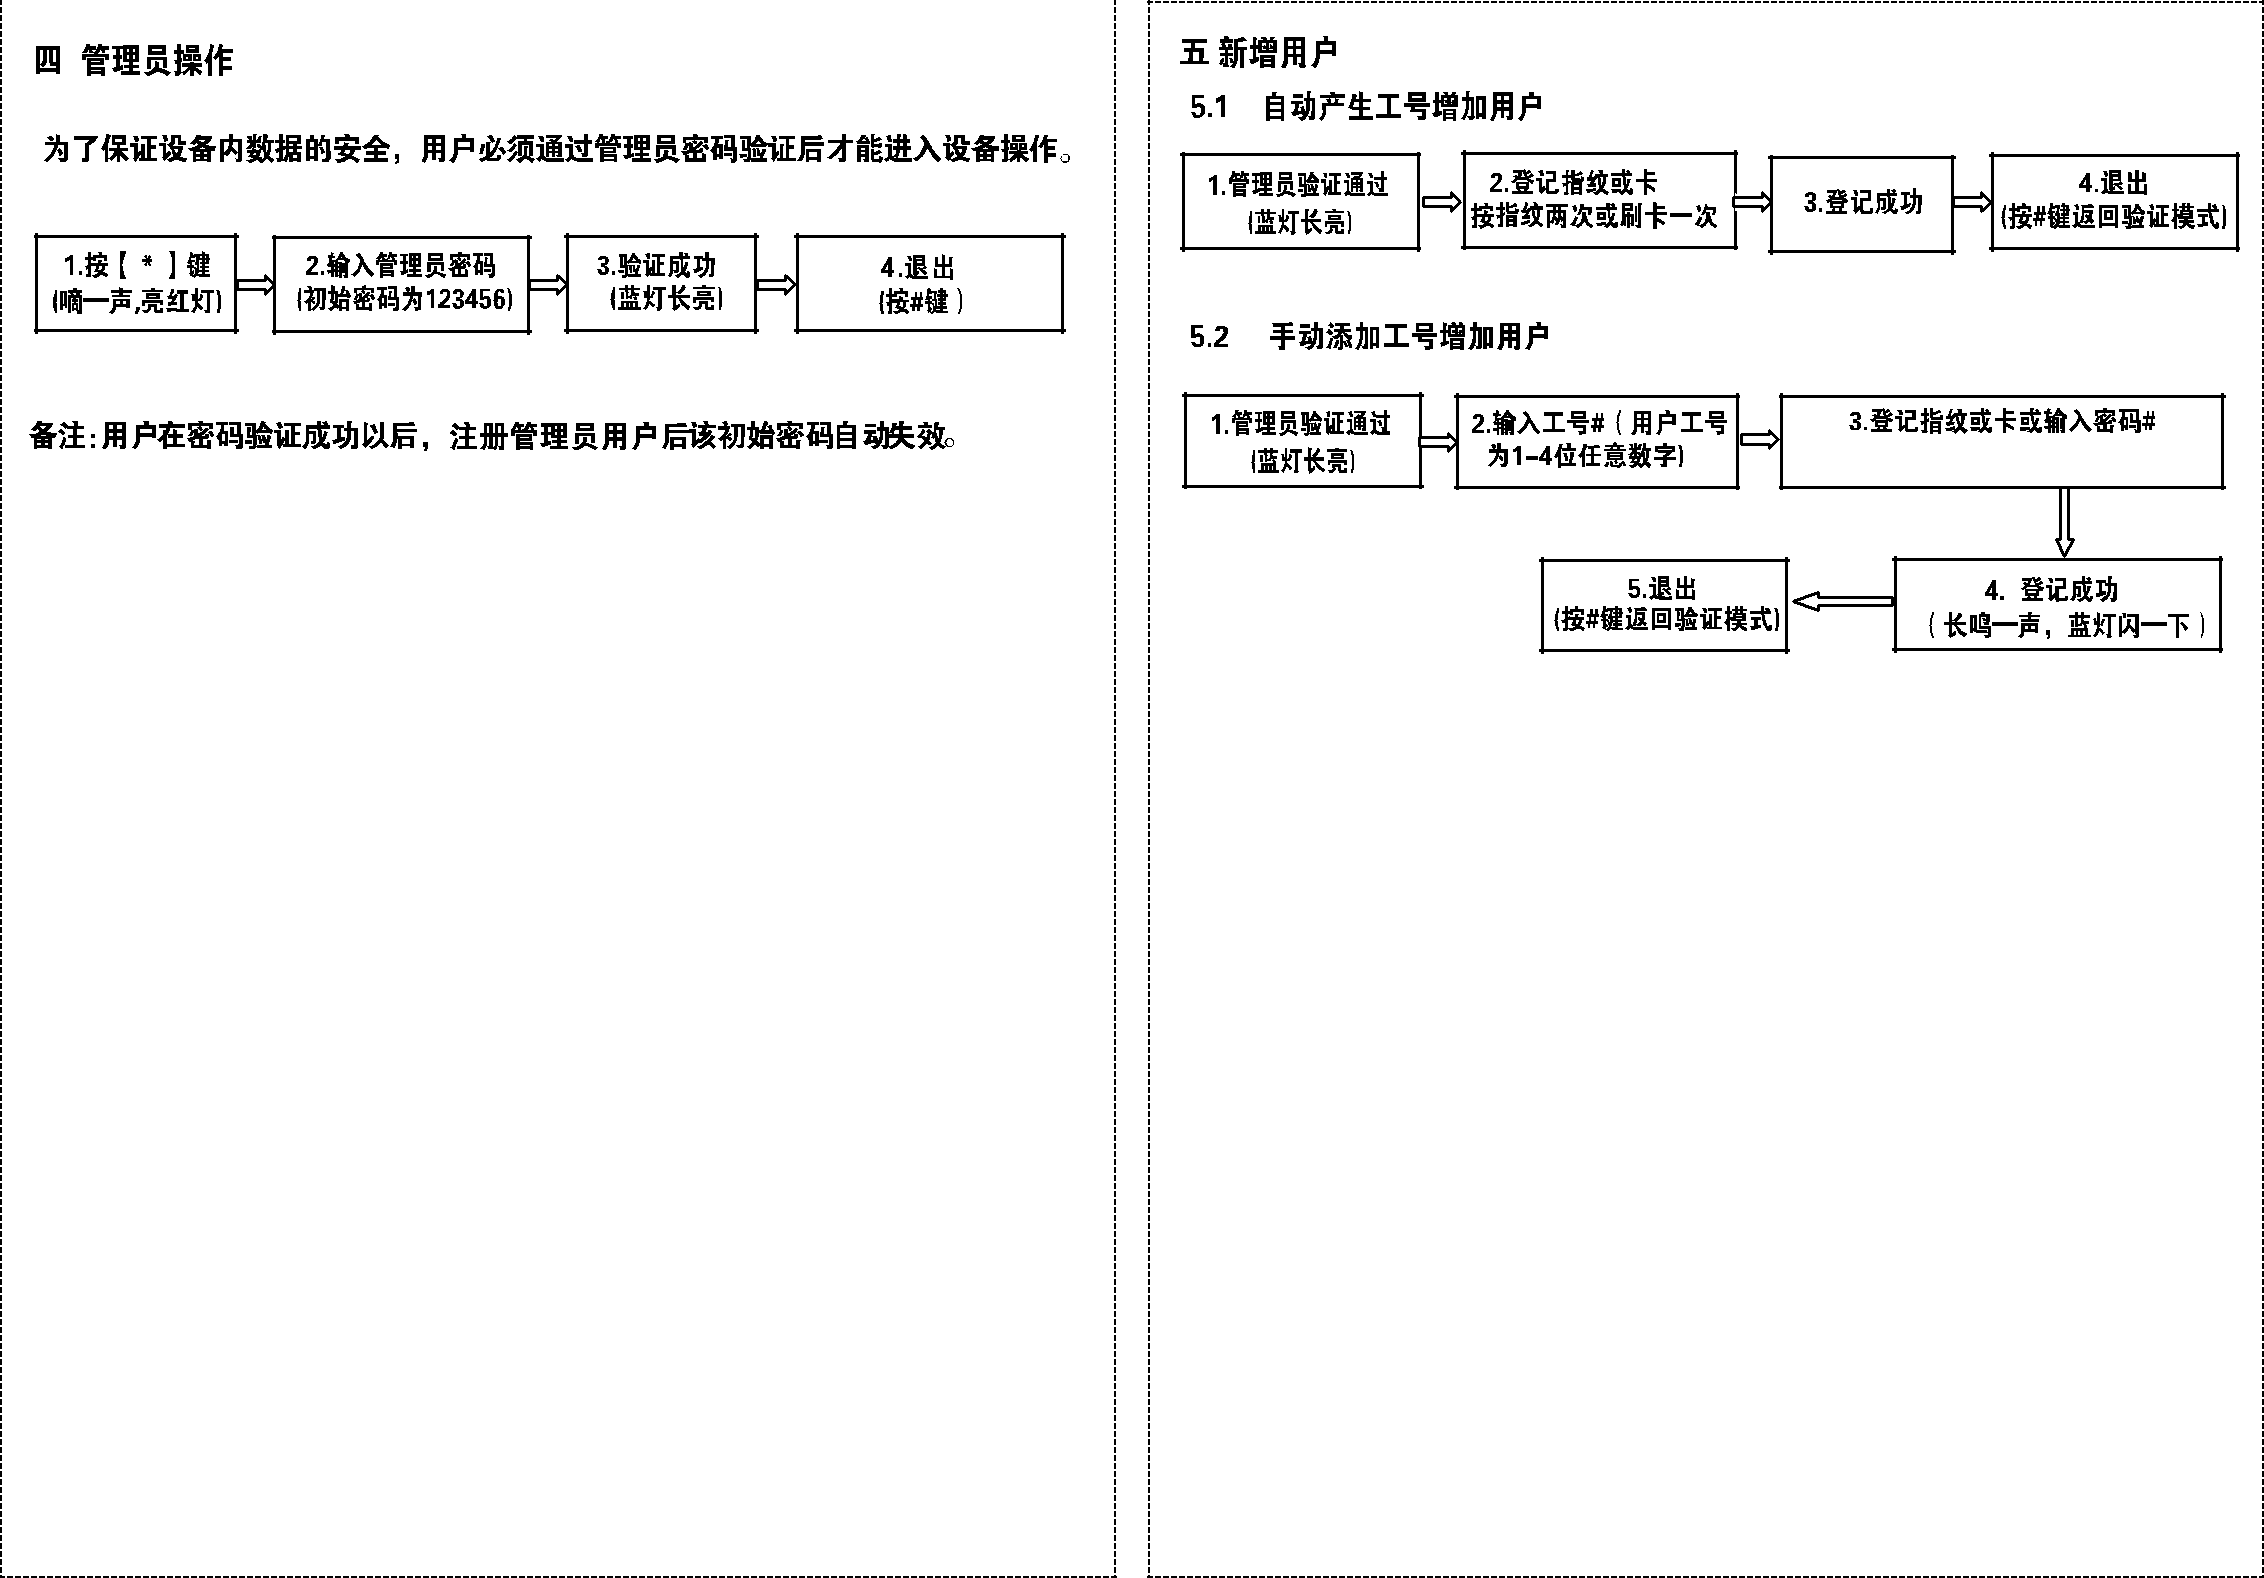 四 管理员操作
为了保证设备内数据的安全，用户必须通过管理员密码验证后才能进入设备操作。
1.按【 * 】键
(嘀一声,亮红灯)
2.输入管理员密码
(初始密码为123456)
3.验证成功
(蓝灯长亮)
4.退出
(按#键)
备注:用户在密码验证成功以后，注册管理员用户后该初始密码自动失效。
五 新增用户
5.1 自动产生工号增加用户
1.管理员验证通过
(蓝灯长亮)
2.登记指纹或卡
按指纹两次或刷卡一次
3.登记成功
4.退出
(按#键返回验证模式)
5.2 手动添加工号增加用户
1.管理员验证通过
(蓝灯长亮)
2.输入工号#（用户工号
为1-4位任意数字)
3.登记指纹或卡或输入密码#
4. 登记成功
（长鸣一声，蓝灯闪一下）
5.退出
(按#键返回验证模式)